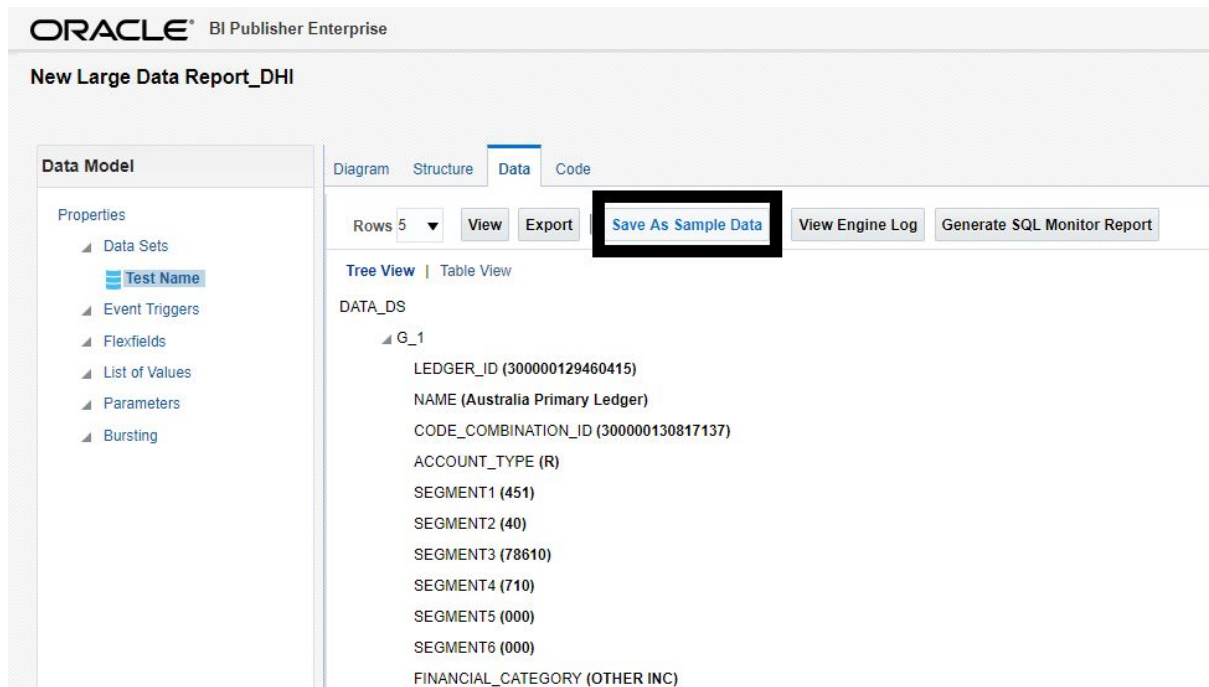 ORACLE® BI Publisher Enterprise
New Large Data Report_DHI
Data Model
Properties
Data Sets
Test Name
Event Triggers
Flexfields
List of Values
Parameters
Bursting
Diagram Structure Data Code
Rows 5 View Export | Save As Sample Data View Engine Log Generate SQL Monitor Report
Tree View | Table View
DATA_DS
G_1
LEDGER_ID (300000129460415)
NAME (Australia Primary Ledger)
CODE_COMBINATION_ID (300000130817137)
ACCOUNT_TYPE (R)
SEGMENT1 (451)
SEGMENT2 (40)
SEGMENT3 (78610)
SEGMENT4 (710)
SEGMENT5 (000)
SEGMENT6 (000)
FINANCIAL_CATEGORY (OTHER INC)